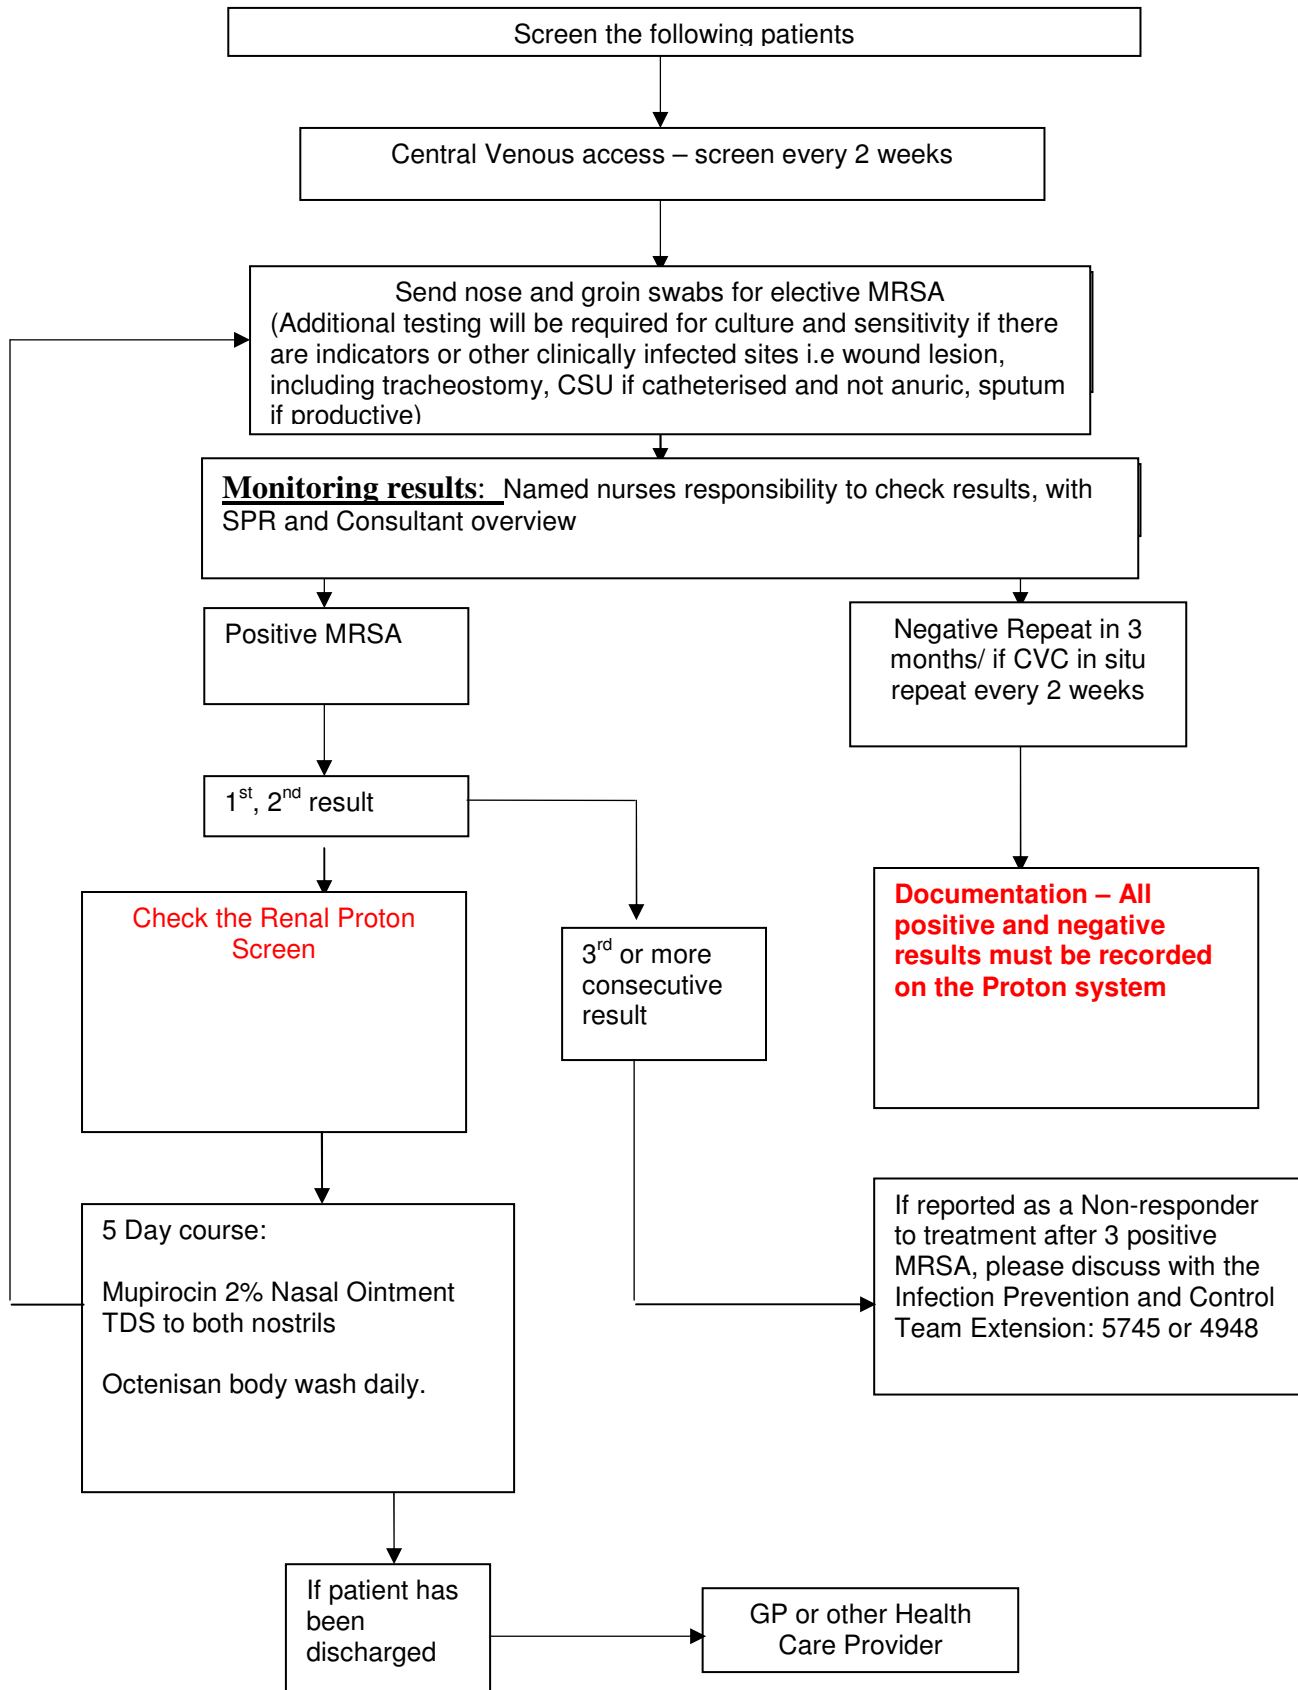 Screen the following patients
Central Venous access – screen every 2 weeks
Send nose and groin swabs for elective MRSA
(Additional testing will be required for culture and sensitivity if there
are indicators or other clinically infected sites i.e wound lesion,
including tracheostomy, CSU if catheterised and not anuric, sputum
if productive)
Monitoring results: Named nurses responsibility to check results, with
SPR and Consultant overview
Positive MRSA
Negative Repeat in 3
months/ if CVC in situ
repeat every 2 weeks
1st, 2nd result
Check the Renal Proton
Screen
3rd or more
consecutive
result
Documentation – All
positive and negative
results must be recorded
on the Proton system
5 Day course:
Mupirocin 2% Nasal Ointment
TDS to both nostrils
Octenisan body wash daily.
If reported as a Non-responder
to treatment after 3 positive
MRSA, please discuss with the
Infection Prevention and Control
Team Extension: 5745 or 4948
If patient has
been
discharged
GP or other Health
Care Provider